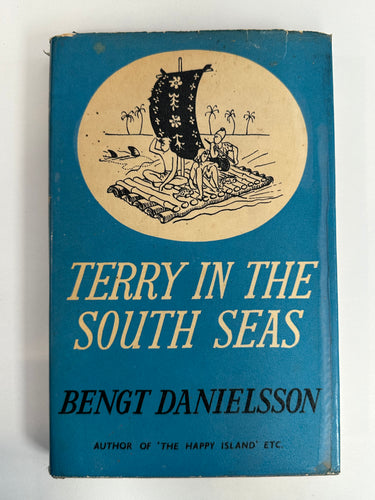 TERRY IN THE
SOUTH SEAS
BENGT DANIELSSON
AUTHOR OF 'THE HAPPY ISLAND' ETC.